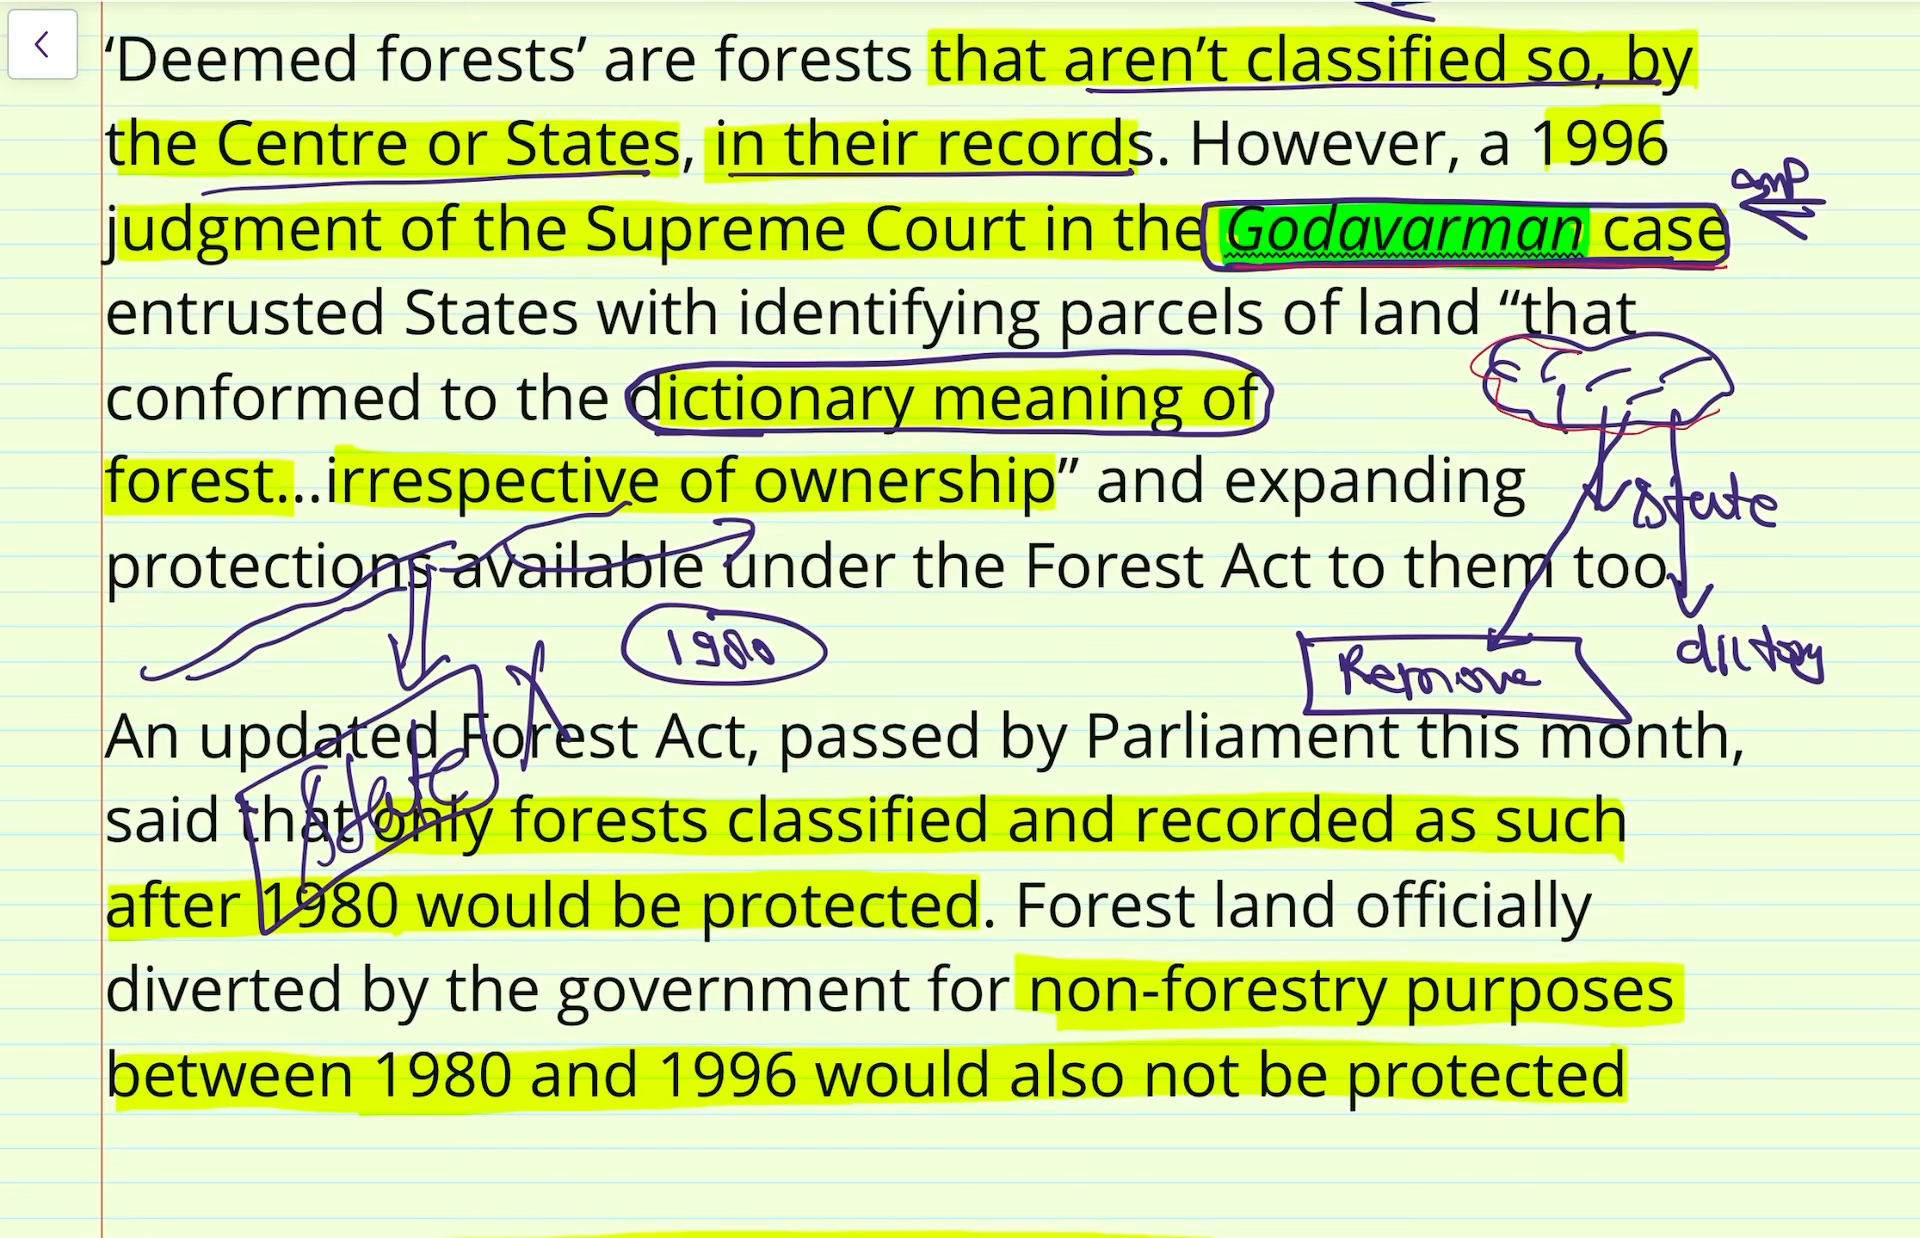 ‘Deemed forests’ are forests that aren’t classified so, by
the Centre or States, in their records. However, a 1996
imp
judgment of the Supreme Court in the Godavarman case
entrusted States with identifying parcels of land “that
conformed to the dictionary meaning of
forest...irrespective of ownership” and expanding
State
protections available under the Forest Act to them too.
1980
Remove
An updated Forest Act, passed by Parliament this month,
State
said that only forests classified and recorded as such
after 1980 would be protected. Forest land officially
diverted by the government for non-forestry purposes
between 1980 and 1996 would also not be protected